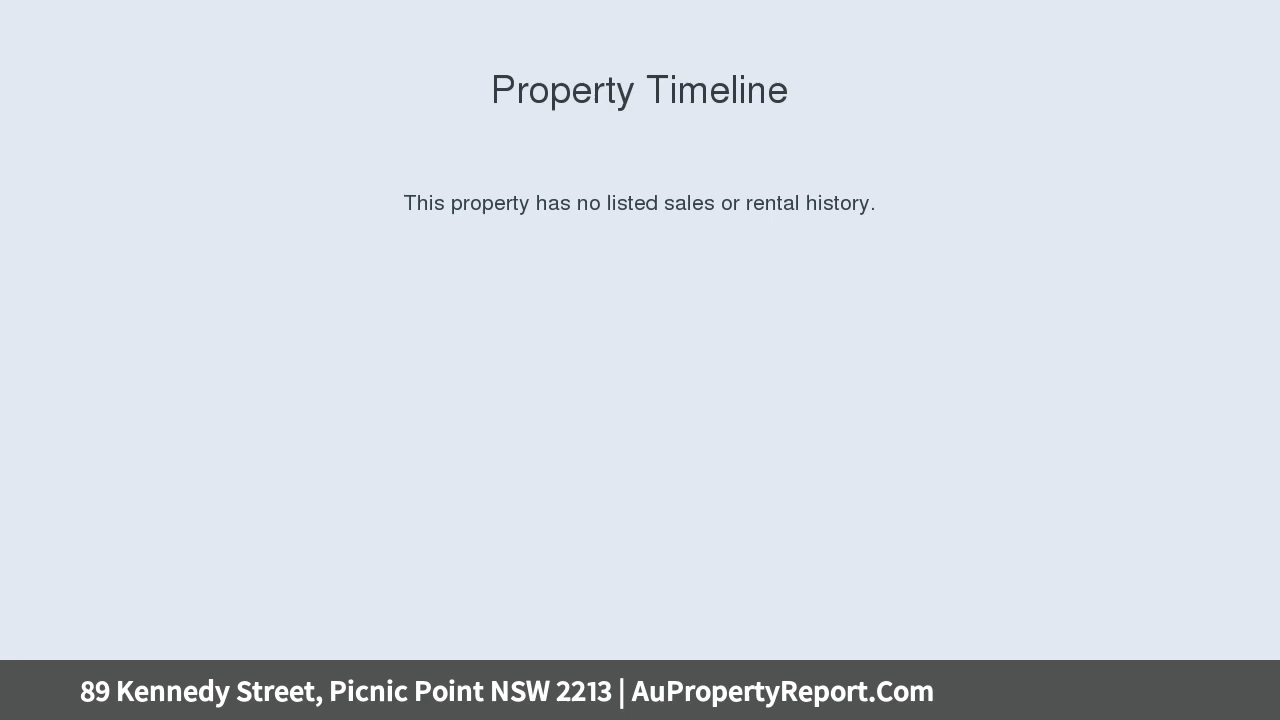 Property Timeline
This property has no listed sales or rental history.
89 Kennedy Street, Picnic Point NSW 2213 | AuPropertyReport.Com